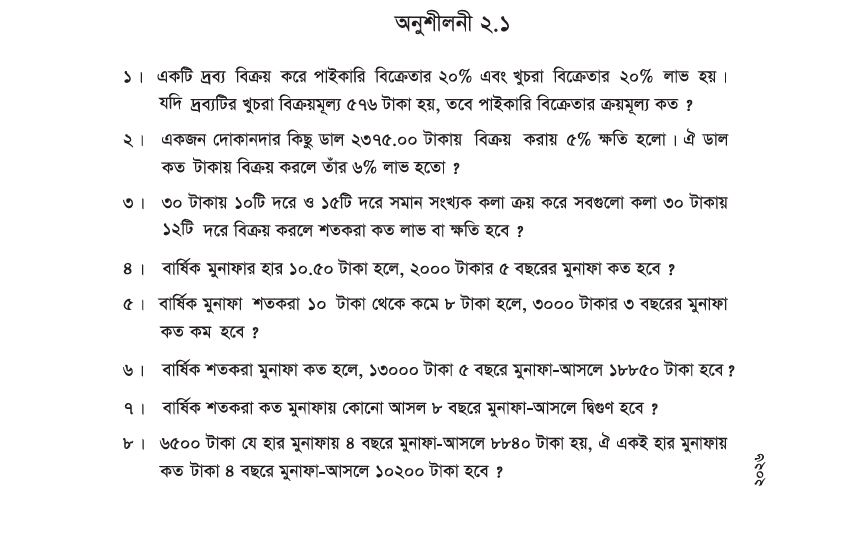 অনুশীলনী ২.১
১। একটি দ্রব্য বিক্রয় করে পাইকারি বিক্রেতার ২০% এবং খুচরা বিক্রেতার ২০% লাভ হয়।
যদি দ্রব্যটির খুচরা বিক্রয়মূল্য ৫৭৬ টাকা হয়, তবে পাইকারি বিক্রেতার ক্রয়মূল্য কত ?
২। একজন দোকানদার কিছু ডাল ২৩৭৫.০০ টাকায় বিক্রয় করায় ৫% ক্ষতি হলো। ঐ ডাল
কত টাকায় বিক্রয় করলে তাঁর ৬% লাভ হতো ?
৩। ৩০ টাকায় ১০টি দরে ও ১৫টি দরে সমান সংখ্যক কলা ক্রয় করে সবগুলো কলা ৩০ টাকায়
১২টি দরে বিক্রয় করলে শতকরা কত লাভ বা ক্ষতি হবে ?
৪। বার্ষিক মুনাফার হার ১০.৫০ টাকা হলে, ২০০০ টাকার ৫ বছরের মুনাফা কত হবে ?
৫। বার্ষিক মুনাফা শতকরা ১০ টাকা থেকে কমে ৮ টাকা হলে, ৩০০০ টাকার ৩ বছরের মুনাফা
কত কম হবে ?
৬। বার্ষিক শতকরা মুনাফা কত হলে, ১৩০০০ টাকা ৫ বছরে মুনাফা-আসলে ১৮৮৫০ টাকা হবে ?
৭। বার্ষিক শতকরা কত মুনাফায় কোনো আসল ৮ বছরে মুনাফা-আসলে দ্বিগুণ হবে ?
৮। ৬৫০০ টাকা যে হার মুনাফায় ৪ বছরে মুনাফা-আসলে ৮৮৪০ টাকা হয়, ঐ একই হার মুনাফায়
কত টাকা ৪ বছরে মুনাফা-আসলে ১০২০০ টাকা হবে ?
২০২৬